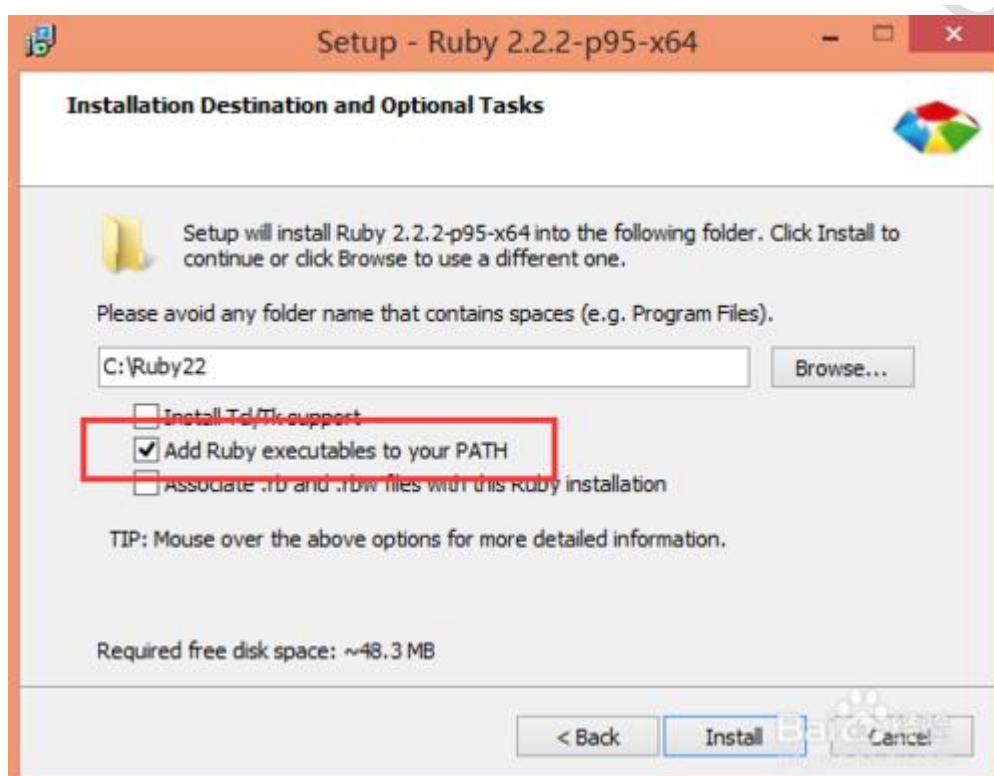 Setup - Ruby 2.2.2-p95-x64
Installation Destination and Optional Tasks
Setup will install Ruby 2.2.2-p95-x64 into the following folder. Click Install to
continue or click Browse to use a different one.
Please avoid any folder name that contains spaces (e.g. Program Files).
C:\Ruby22
Browse...
Install Tcl/Tk support
Add Ruby executables to your PATH
Associate .rb and .rbw files with this Ruby installation
TIP: Mouse over the above options for more detailed information.
Required free disk space: ~48.3 MB
< Back
Install
Cancel